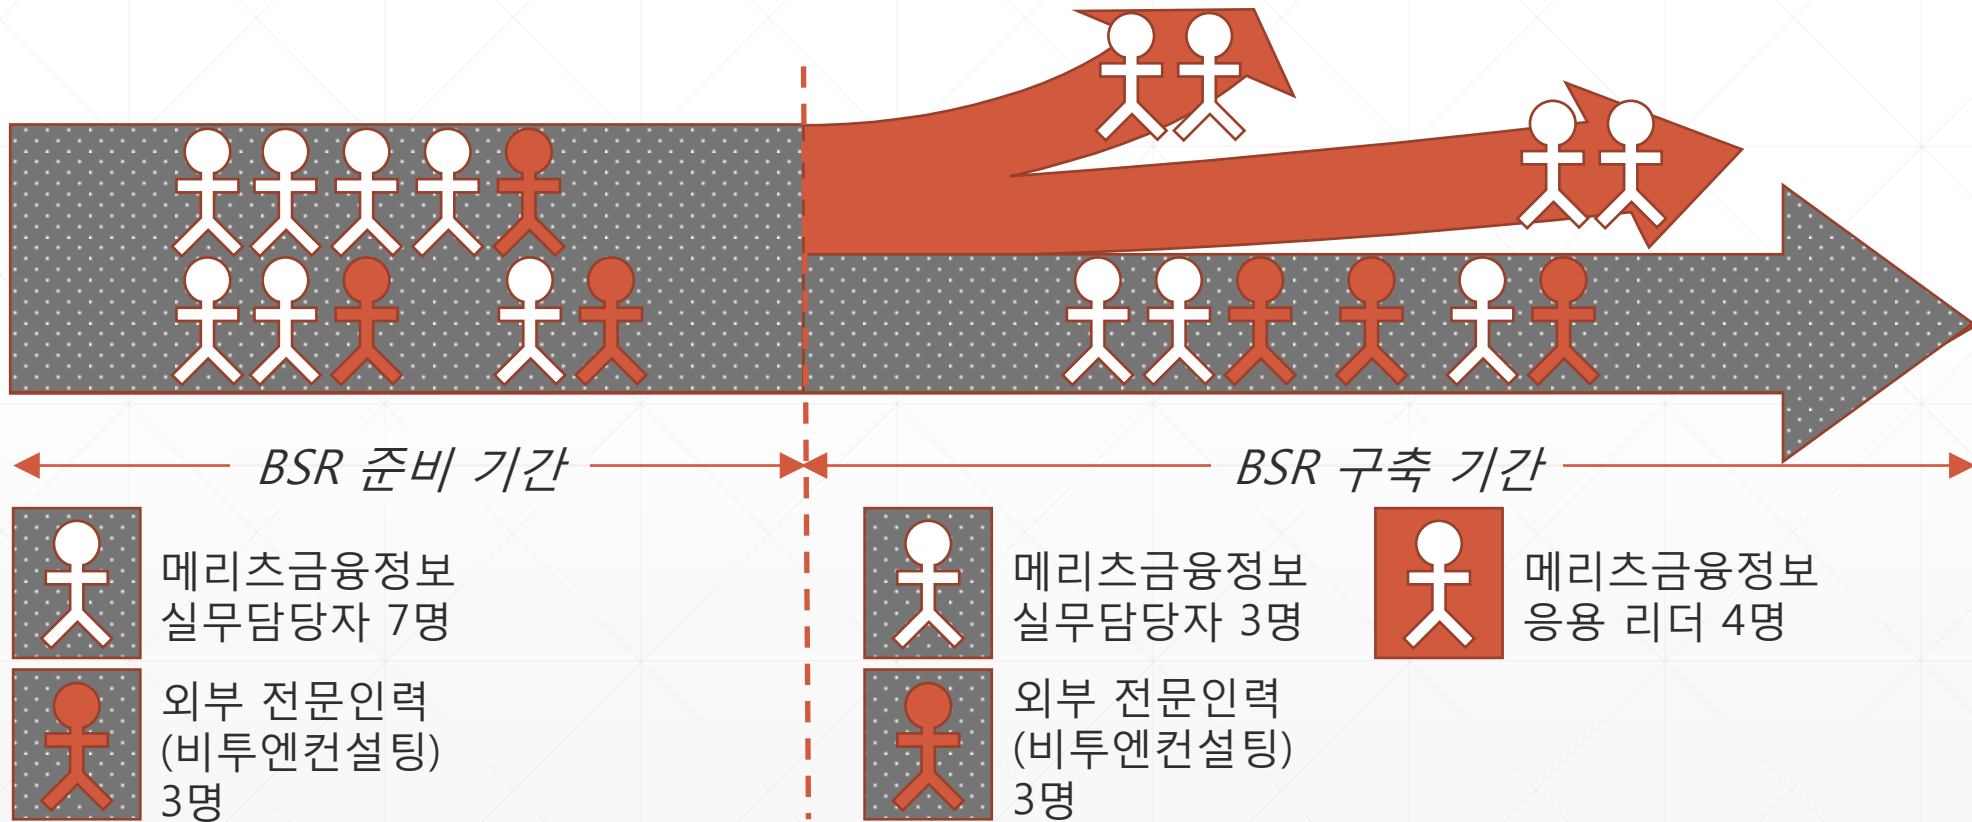 BSR 준비 기간
BSR 구축 기간
메리츠금융정보
실무담당자 7명
외부 전문인력
(비투엔컨설팅)
3명
메리츠금융정보
실무담당자 3명
외부 전문인력
(비투엔컨설팅)
3명
메리츠금융정보
응용 리더 4명